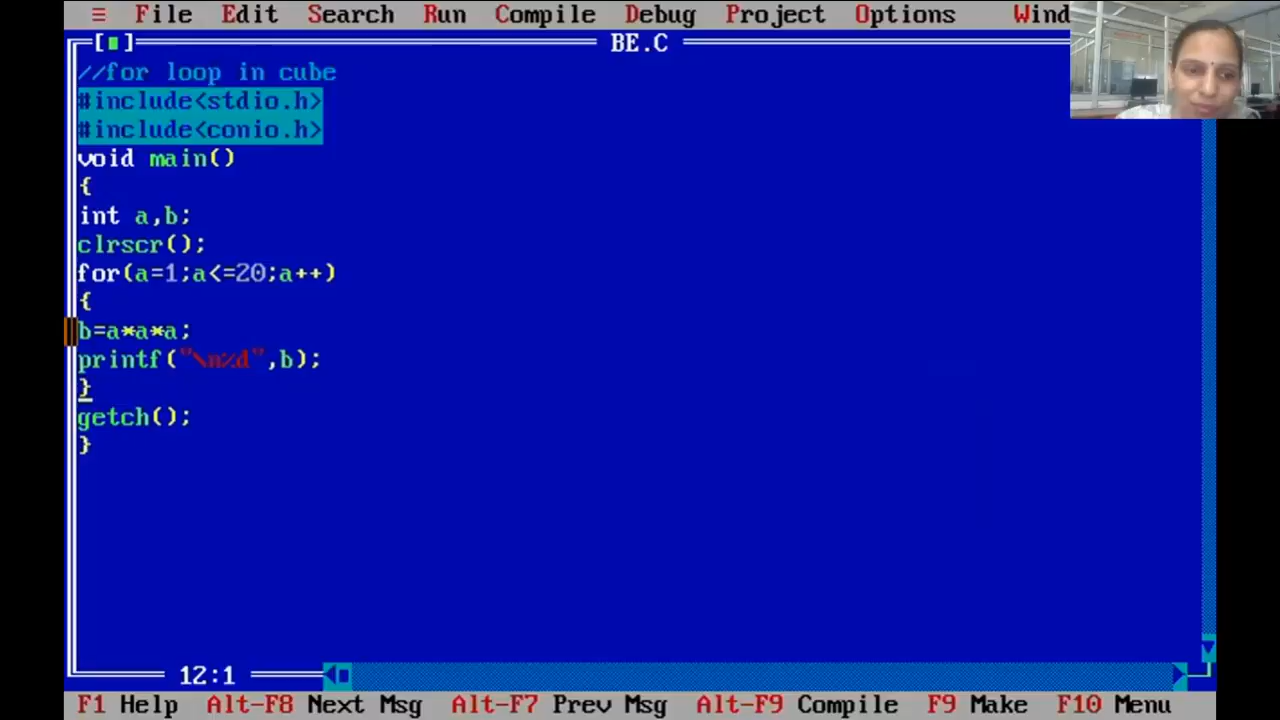 ≡ File Edit Search Run Compile Debug Project Options Wind
[■] BE.C
//for loop in cube
#include<stdio.h>
#include<conio.h>
void main()
{
int a,b;
clrscr();
for(a=1;a<=20;a++)
{
b=a*a*a;
printf("\n%d",b);
}
getch();
}
12:1
F1 Help Alt-F8 Next Msg Alt-F7 Prev Msg Alt-F9 Compile F9 Make F10 Menu